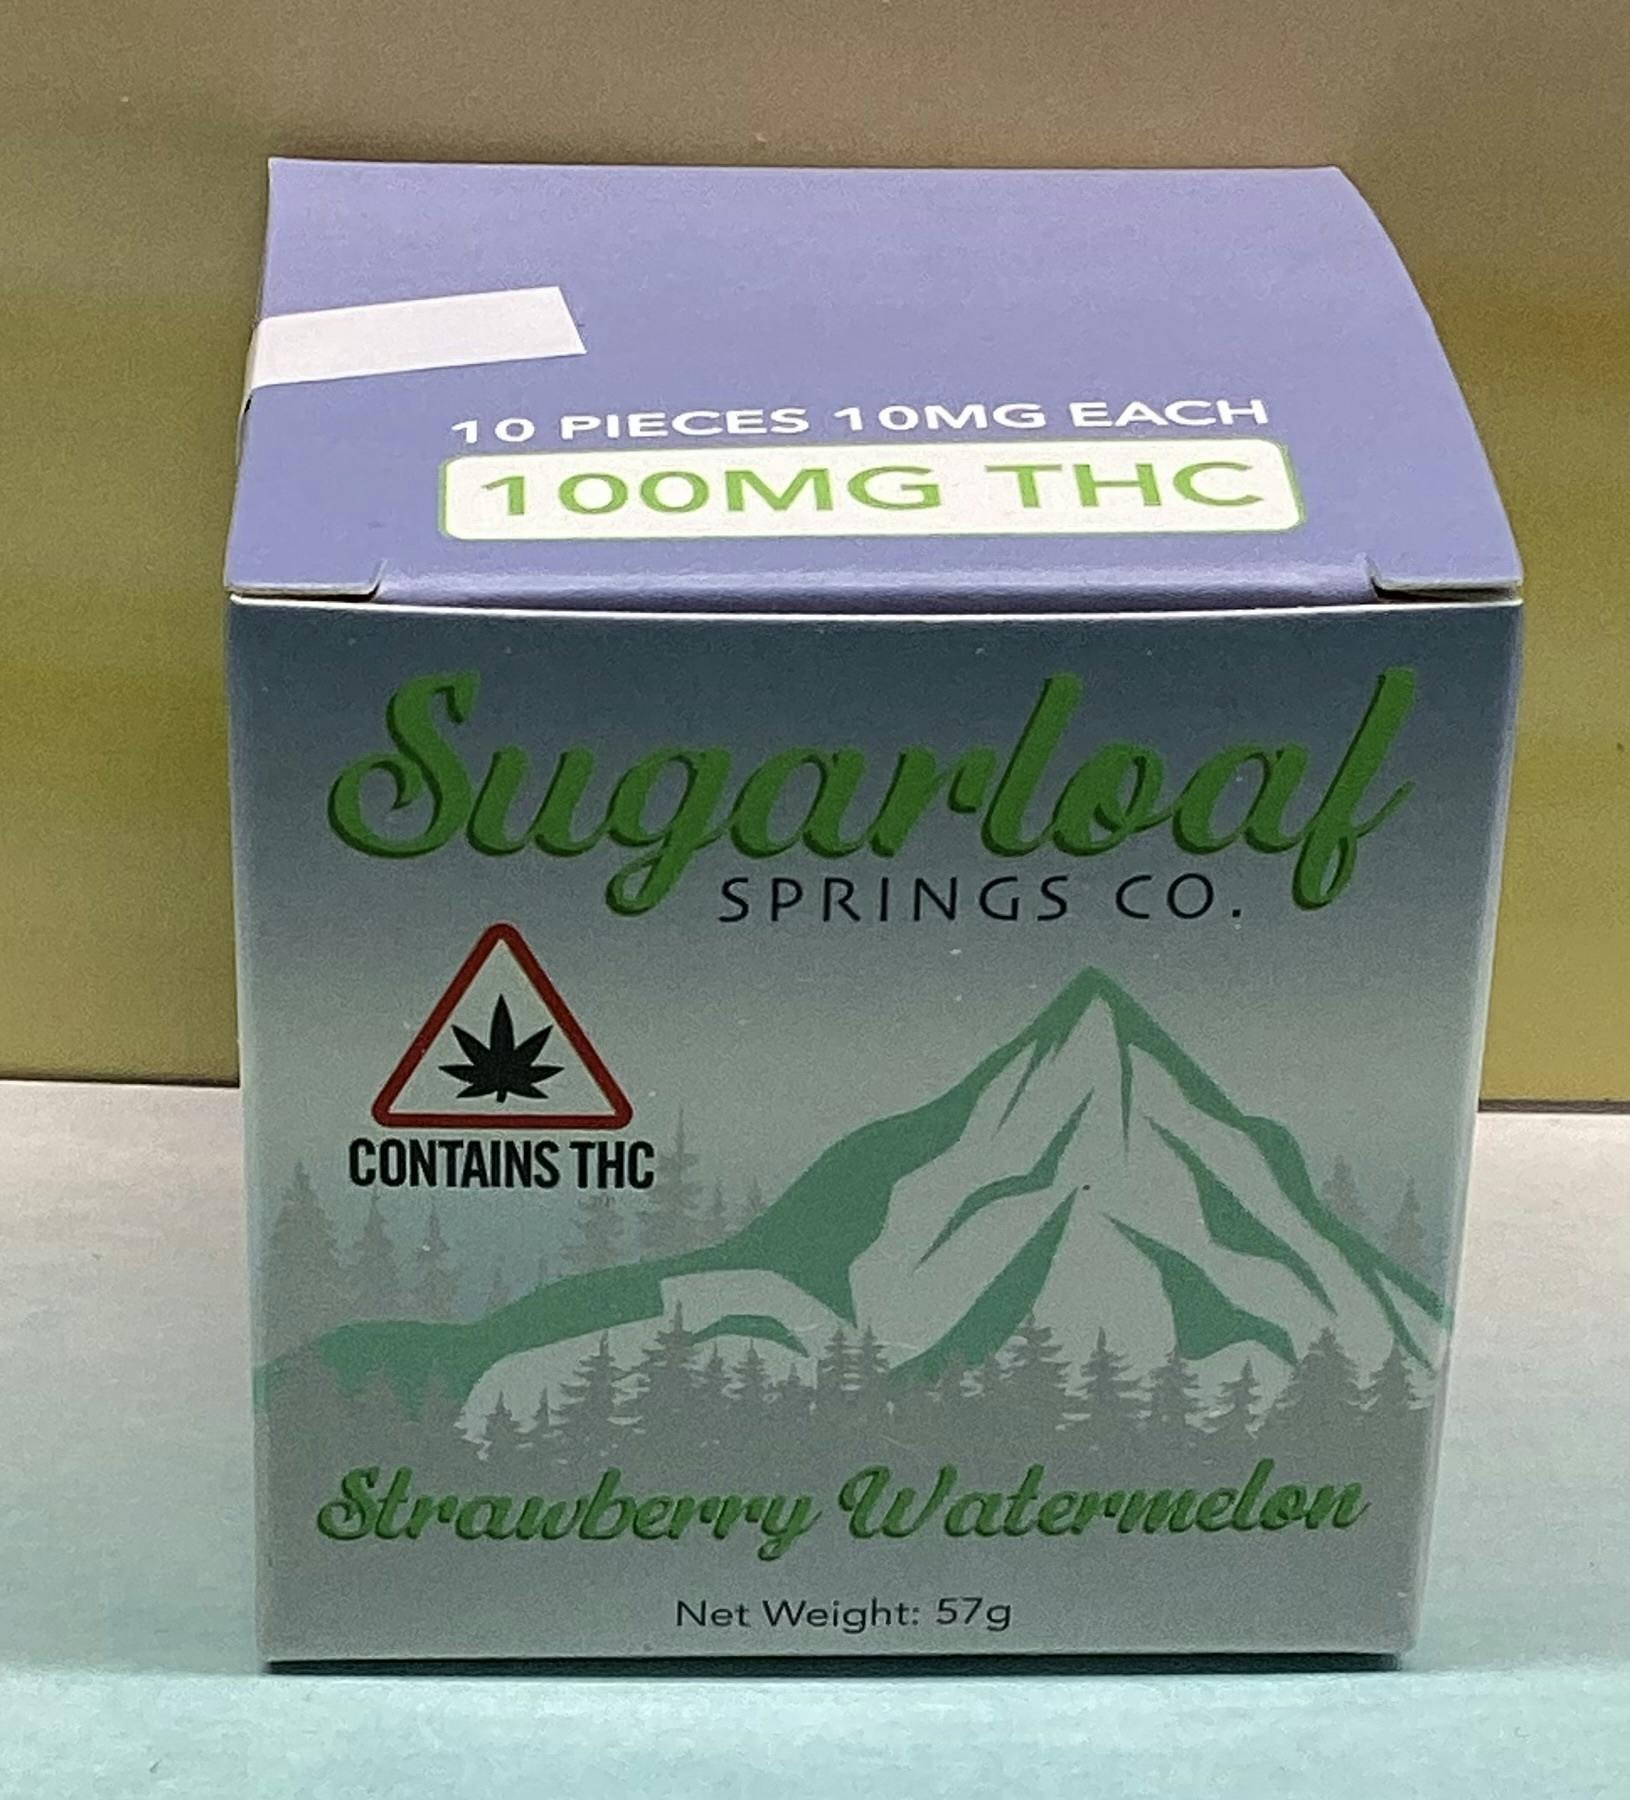 10 PIECES 10MG EACH
100MG THC
Sugarloaf
SPRINGS CO.
CONTAINS THC
Strawberry Watermelon
Net Weight: 57g